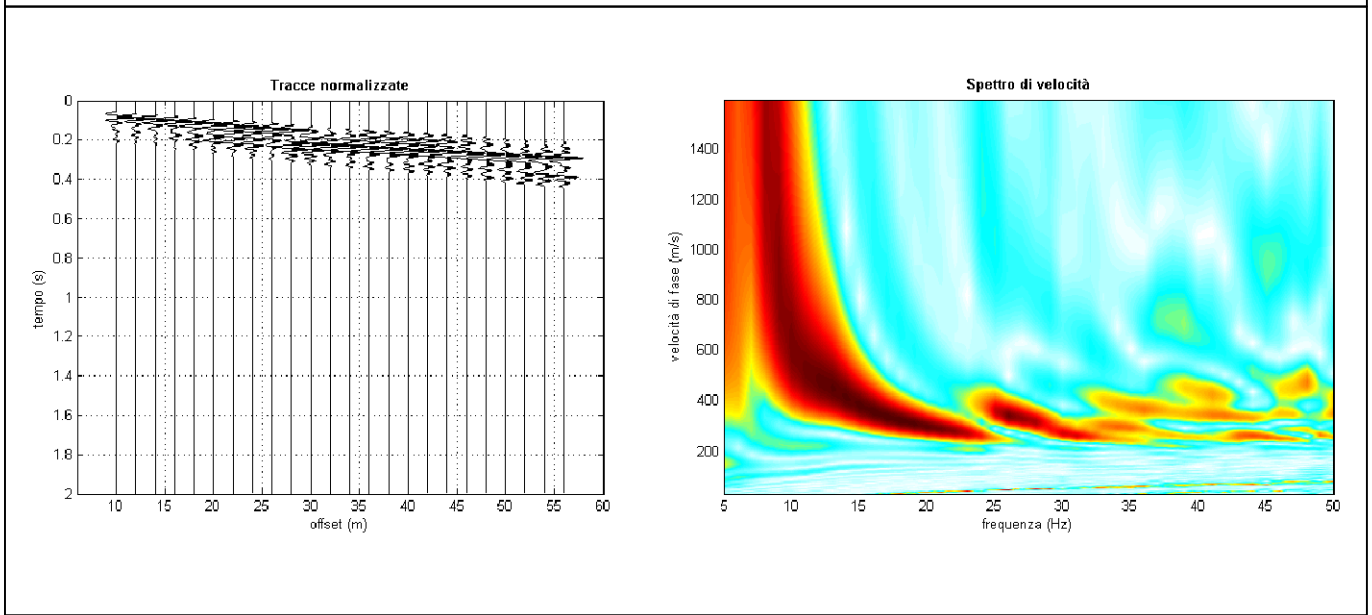 Tracce normalizzate
0
0.2
0.4
0.6
0.8
1
1.2
1.4
1.6
1.8
2
tempo (s)
10 15 20 25 30 35 40 45 50 55 60
offset (m)
Spettro di velocità
1400
1200
1000
800
600
400
200
velocità di fase (m/s)
5 10 15 20 25 30 35 40 45 50
frequenza (Hz)